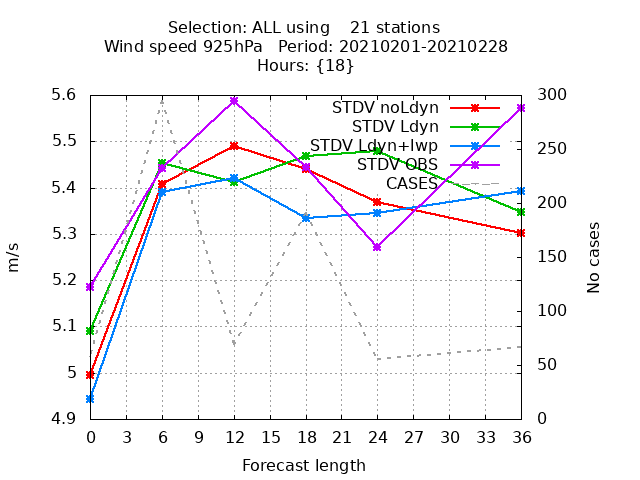 Selection: ALL using    21 stations
Wind speed 925hPa   Period: 20210201-20210228
Hours: {18}
5.6
5.5
5.4
5.3
5.2
5.1
5
4.9
m/s
STDV noLdyn
STDV Ldyn
STDV Ldyn+lwp
STDV OBS
CASES
300
250
200
150
100
50
0
No cases
0 3 6 9 12 15 18 21 24 27 30 33 36
Forecast length